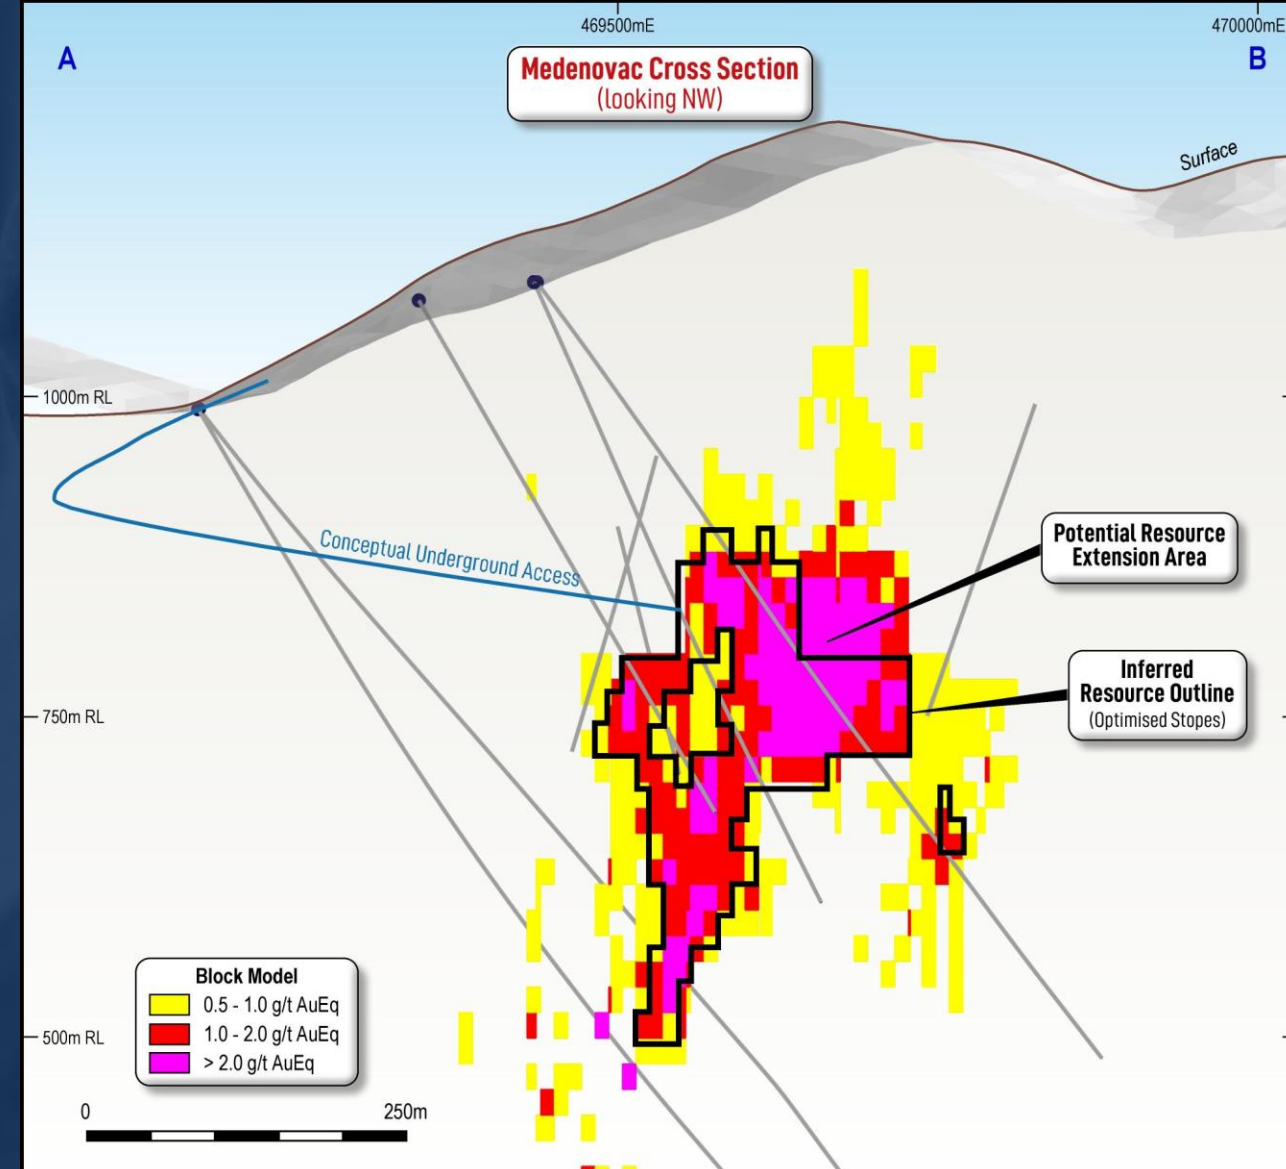 469500mE
470000mE
A
B
Medenovac Cross Section
(looking NW)
Surface
1000m RL
Conceptual Underground Access
Potential Resource
Extension Area
Inferred
Resource Outline
(Optimised Stopes)
750m RL
Block Model
0.5 - 1.0 g/t AuEq
1.0 - 2.0 g/t AuEq
> 2.0 g/t AuEq
500m RL
0
250m